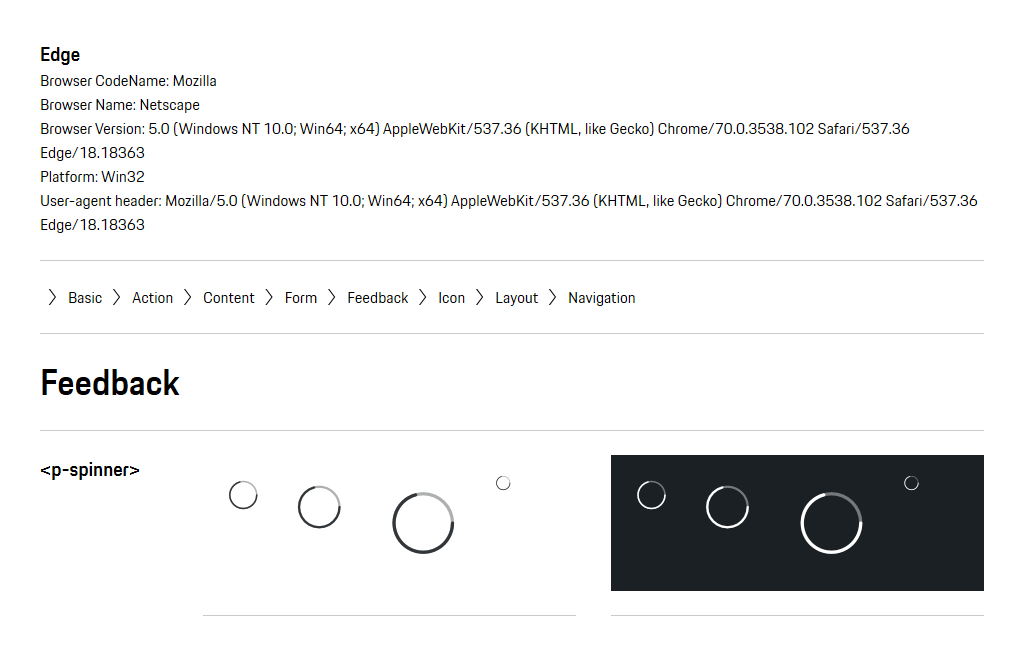 Edge
Browser CodeName: Mozilla
Browser Name: Netscape
Browser Version: 5.0 (Windows NT 10.0; Win64; x64) AppleWebKit/537.36 (KHTML, like Gecko) Chrome/70.0.3538.102 Safari/537.36
Edge/18.18363
Platform: Win32
User-agent header: Mozilla/5.0 (Windows NT 10.0; Win64; x64) AppleWebKit/537.36 (KHTML, like Gecko) Chrome/70.0.3538.102 Safari/537.36
Edge/18.18363
Basic Action Content Form Feedback Icon Layout Navigation
Feedback
<p-spinner>